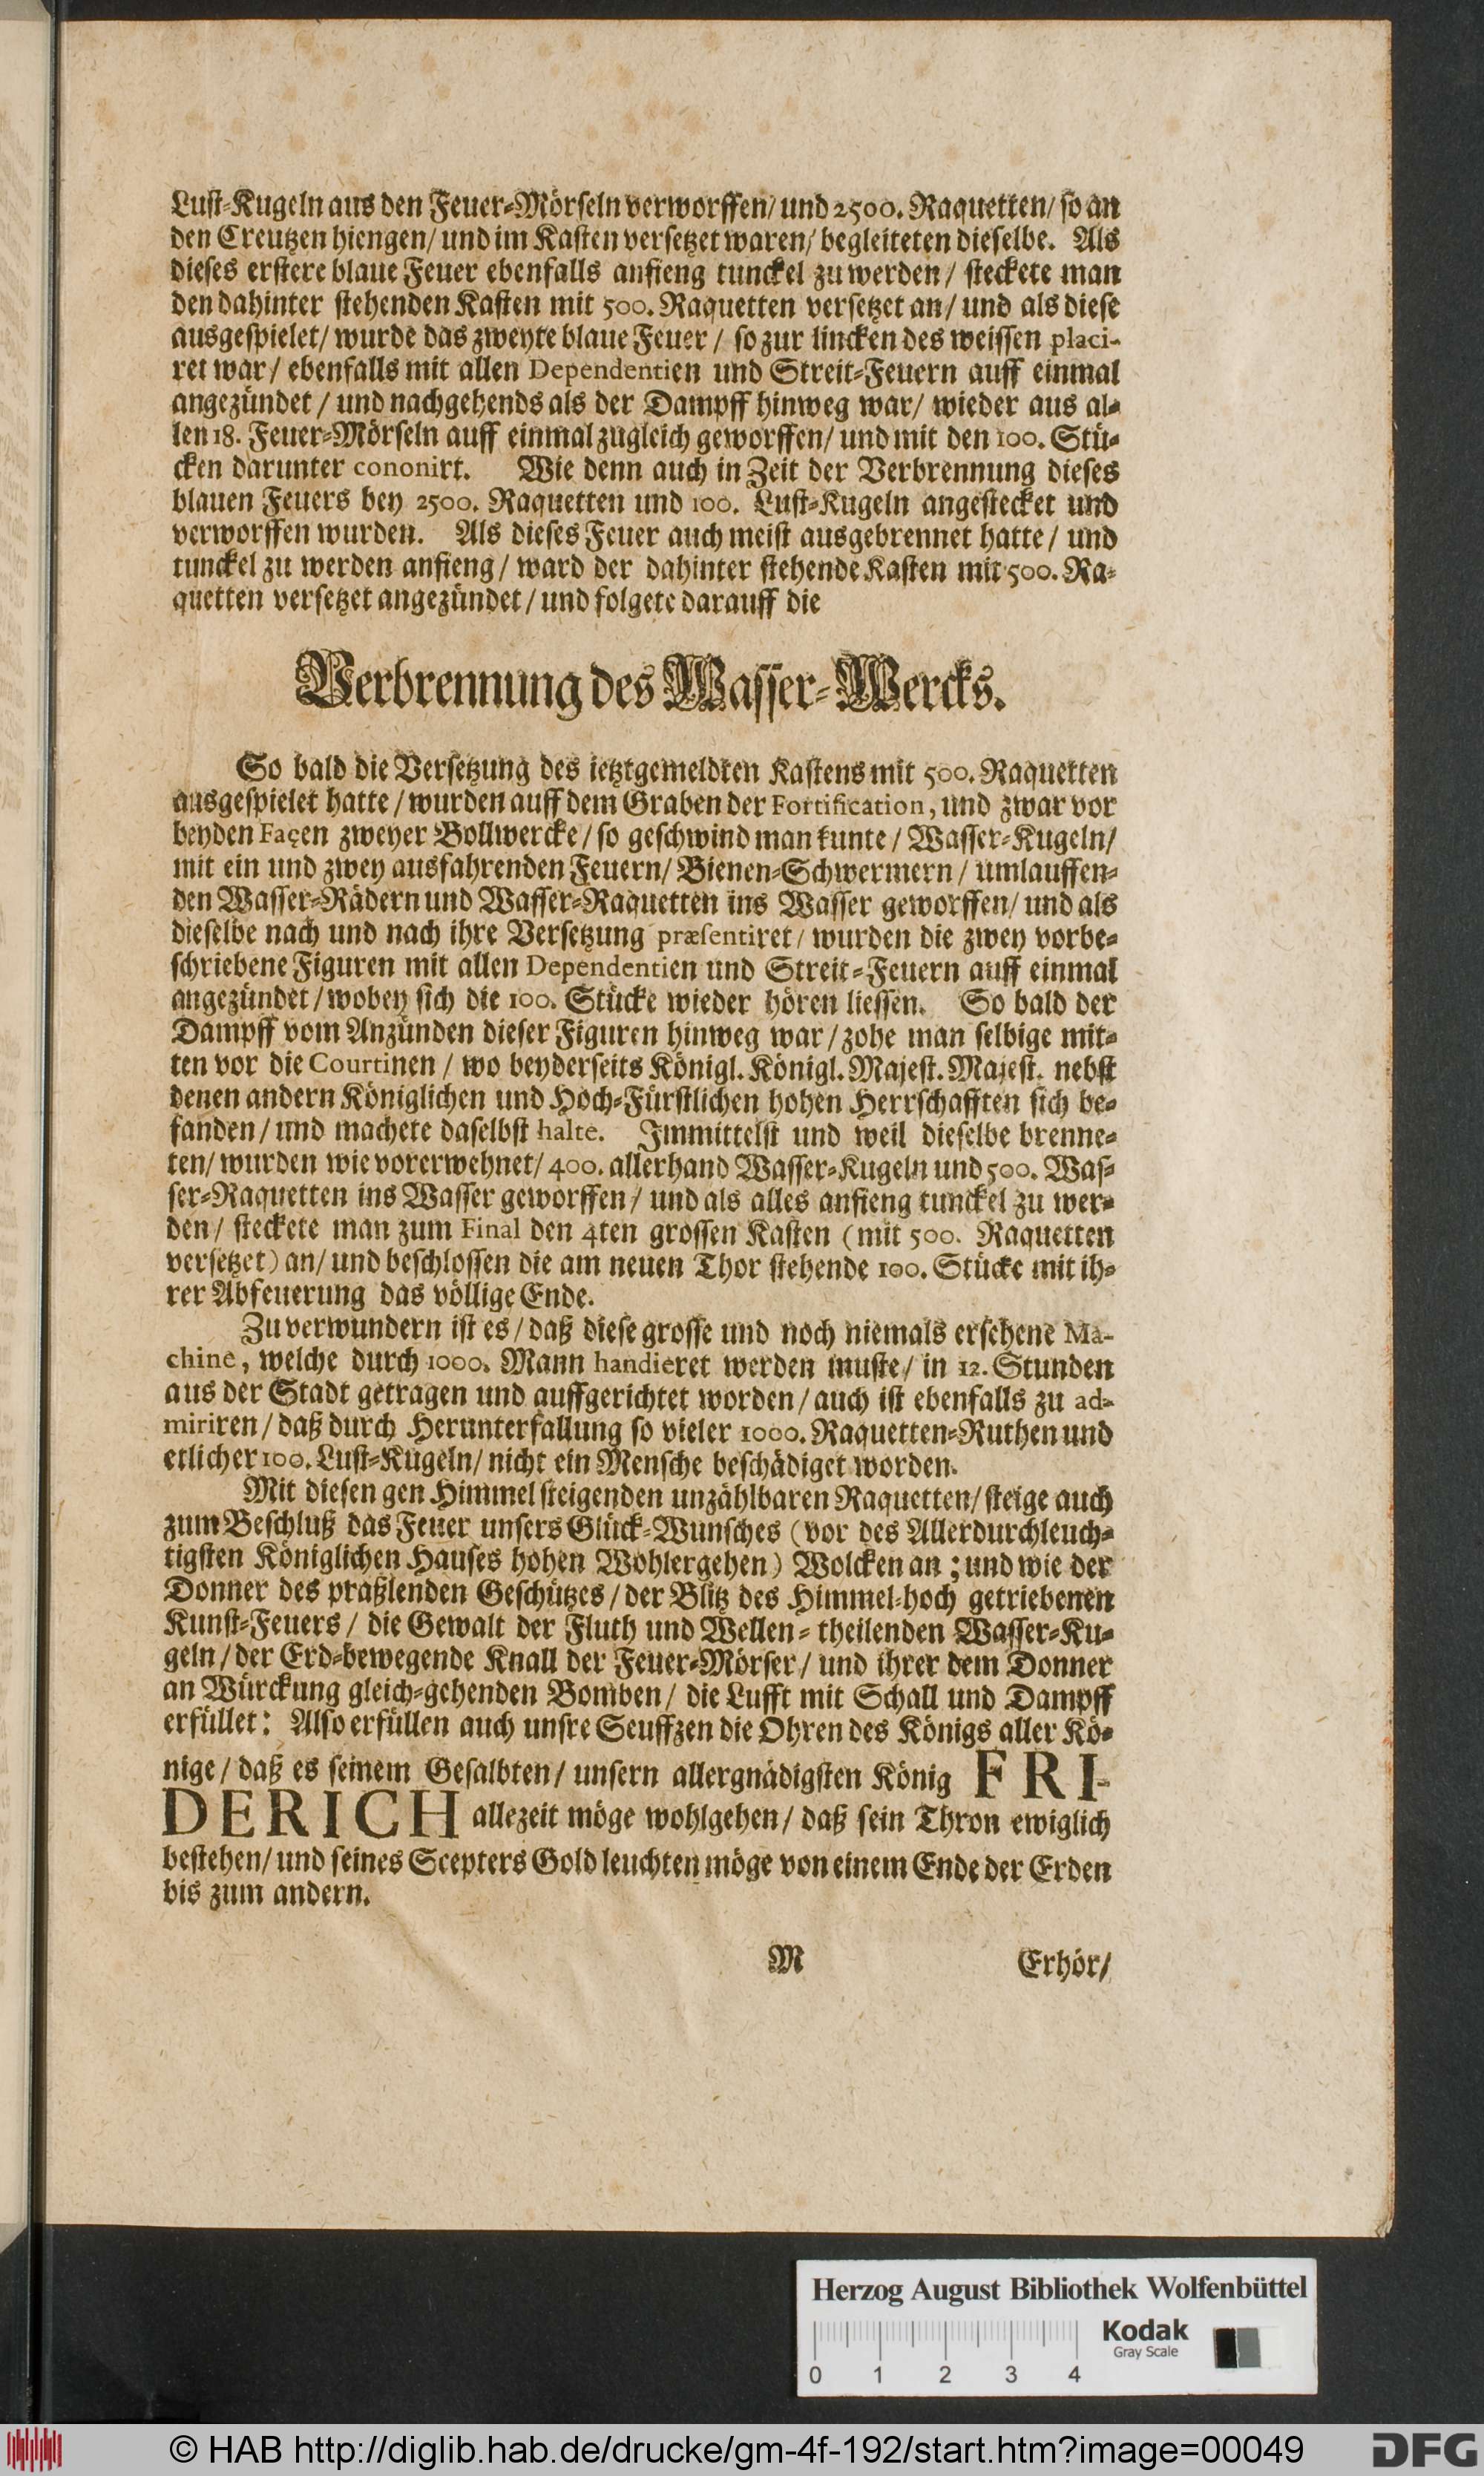 Lust-Kugeln aus den Feuer-Mörseln verworffen/ und 2500. Raquetten/ so an
den Creutzen hiengen/ und im Kasten versetzet waren/ begleiteten dieselbe. Als
dieses erstere blaue Feuer ebenfalls anfieng tunckel zu werden/ steckete man
den dahinter stehenden Kasten mit 500. Raquetten versetzet an/ und als diese
ausgespielet/ wurde das zweyte blaue Feuer/ so zur lincken des weissen placi-
ret war/ ebenfalls mit allen Dependentien und Streit-Feuern auff einmal
angezündet/ und nachgehends als der Dampff hinweg war/ wieder aus al-
len 18. Feuer-Mörseln auff einmal zugleich geworffen/ und mit den 100. Stü-
cken darunter cononirt. Wie denn auch in Zeit der Verbrennung dieses
blauen Feuers bey 2500. Raquetten und 100. Lust-Kugeln angestecket und
verworffen wurden. Als dieses Feuer auch meist ausgebrennet hatte/ und
tunckel zu werden anfieng/ ward der dahinter stehende Kasten mit 500. Ra-
quetten versetzet angezündet/ und folgete darauff die
Verbrennung des Wasser-Wercks.
So bald die Versetzung des ietztgemeldten Kastens mit 500. Raquetten
ausgespielet hatte/ wurden auff dem Graben der Fortification, und zwar vor
beyden Façen zweyer Bollwercke/ so geschwind man kunte/ Wasser-Kugeln/
mit ein und zwey ausfahrenden Feuern/ Bienen-Schwermern/ umlauffen-
den Wasser-Rädern und Wasser-Raquetten ins Wasser geworffen/ und als
dieselbe nach und nach ihre Versetzung præsentiret/ wurden die zwey vorbe-
schriebene Figuren mit allen Dependentien und Streit-Feuern auff einmal
angezündet/ wobey sich die 100. Stücke wieder hören liessen. So bald der
Dampff vom Anzünden dieser Figuren hinweg war/ zohe man selbige mit-
ten vor die Courtinen/ wo beyderseits Königl. Königl. Majest. Majest. nebst
denen andern Königlichen und Hoch-Fürstlichen hohen Herrschafften sich be-
fanden/ und machete daselbst halte. Immittelst und weil dieselbe brenne-
ten/ wurden wie vorerwehnet/ 400. allerhand Wasser-Kugeln und 500. Was-
ser-Raquetten ins Wasser geworffen/ und als alles anfieng tunckel zu wer-
den/ steckete man zum Final den 4ten grossen Kasten (mit 500. Raquetten
versetzet) an/ und beschlossen die am neuen Thor stehende 100. Stücke mit ih-
rer Abfeuerung das völlige Ende.
Zu verwundern ist es/ daß diese grosse und noch niemals ersehene Ma-
chine, welche durch 1000. Mann handieret werden muste/ in 12. Stunden
aus der Stadt getragen und auffgerichtet worden/ auch ist ebenfalls zu ad-
miriren/ daß durch Herunterfallung so vieler 1000. Raquetten-Ruthen und
etlicher 100. Lust-Kugeln/ nicht ein Mensche beschädiget worden.
Mit diesen gen Himmel steigenden unzählbaren Raquetten/ steige auch
zum Beschluß das Feuer unsers Glück-Wunsches (vor des Allerdurchleuch-
tigsten Königlichen Hauses hohen Wohlergehen) Wolcken an; und wie der
Donner des praßlenden Geschützes/ der Blitz des Himmel-hoch getriebenen
Kunst-Feuers/ die Gewalt der Fluth und Wellen-theilenden Wasser-Ku-
geln/ der Erd-bewegende Knall der Feuer-Mörser/ und ihrer dem Donner
an Würckung gleich-gehenden Bomben/ die Lufft mit Schall und Dampff
erfüllet: Also erfüllen auch unsre Seuffzen die Ohren des Königs aller Kö-
nige/ daß es seinem Gesalbten/ unsern allergnädigsten König FRI-
DERICH allezeit möge wohlgehen/ daß sein Thron ewiglich
bestehen/ und seines Scepters Gold leuchten möge von einem Ende der Erden
bis zum andern.
M Erhör/
Herzog August Bibliothek Wolfenbüttel
Kodak
Gray Scale
0 1 2 3 4
© HAB http://diglib.hab.de/drucke/gm-4f-192/start.htm?image=00049
DFG